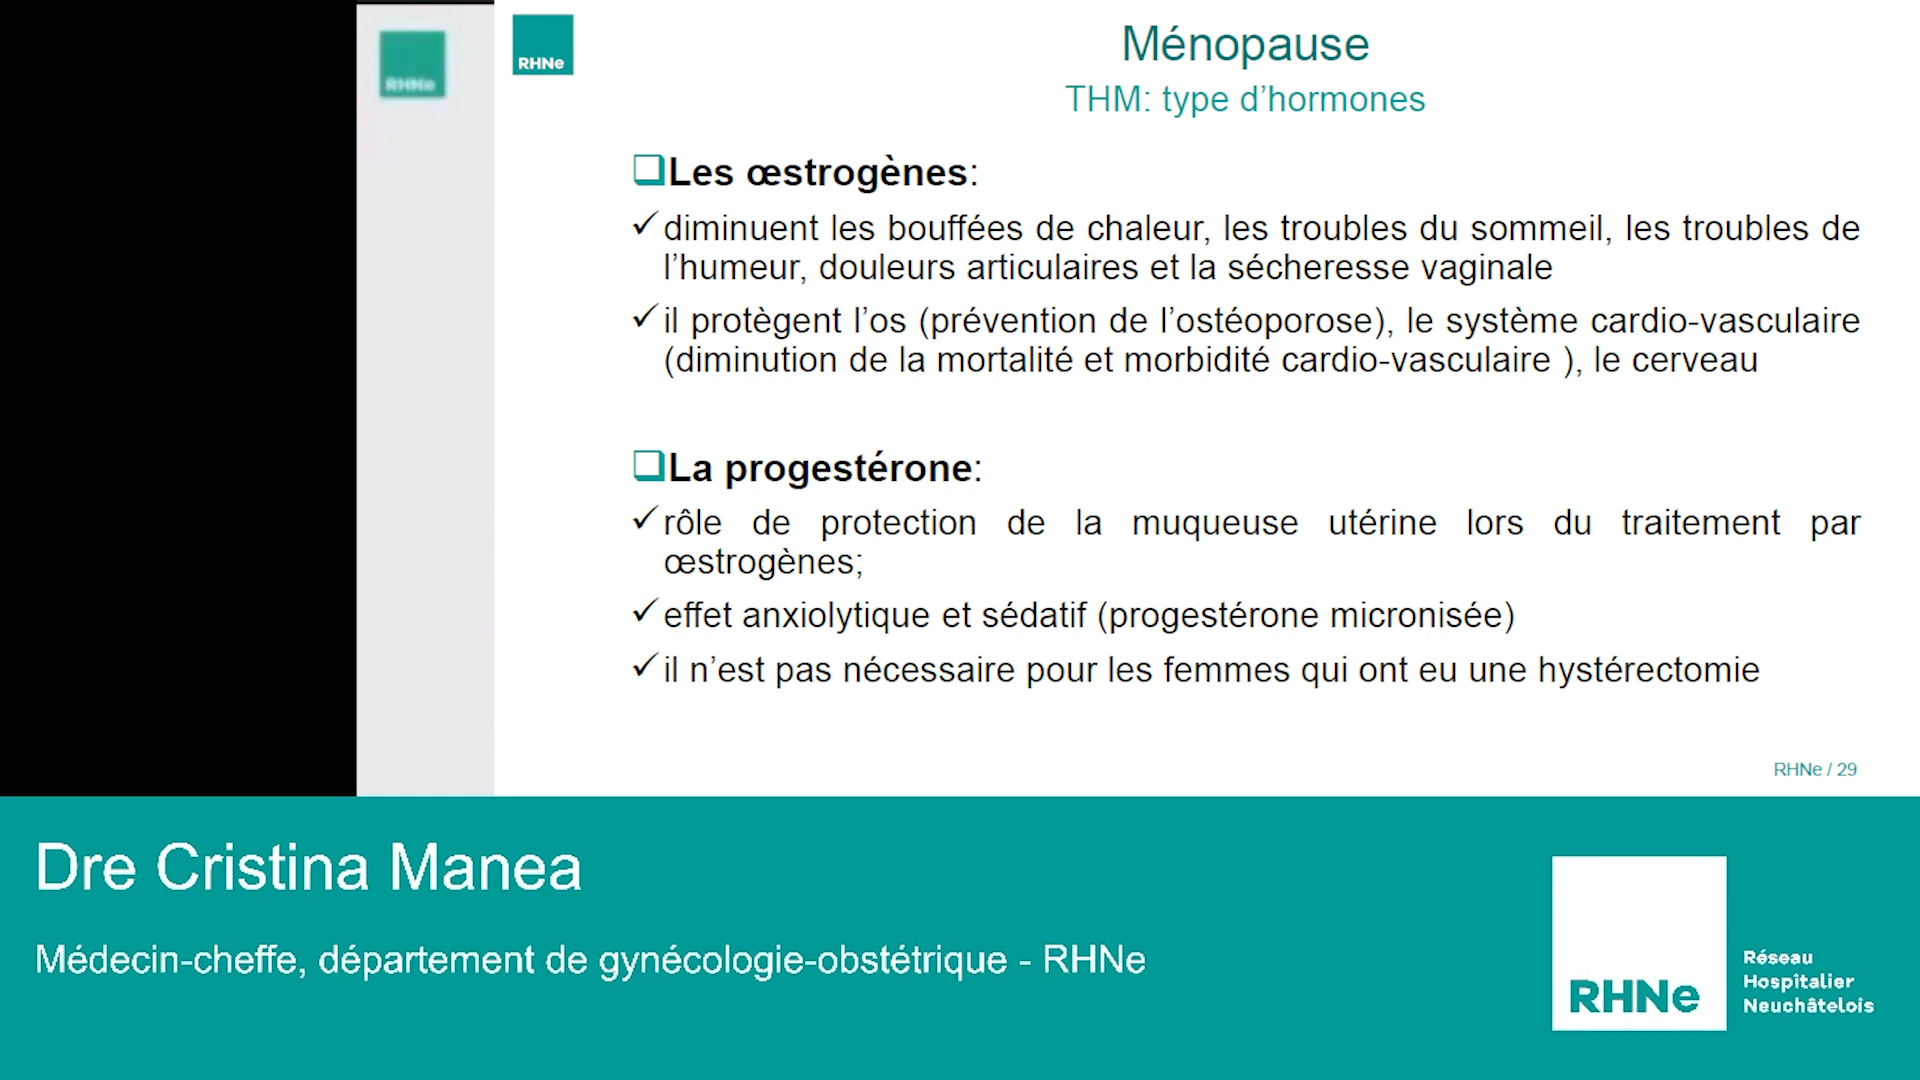 RHNe
RHNe
Ménopause
THM: type d’hormones
Les œstrogènes:
diminuent les bouffées de chaleur, les troubles du sommeil, les troubles de
l’humeur, douleurs articulaires et la sécheresse vaginale
il protègent l’os (prévention de l’ostéoporose), le système cardio-vasculaire
(diminution de la mortalité et morbidité cardio-vasculaire ), le cerveau
La progestérone:
rôle de protection de la muqueuse utérine lors du traitement par
œstrogènes;
effet anxiolytique et sédatif (progestérone micronisée)
il n’est pas nécessaire pour les femmes qui ont eu une hystérectomie
RHNe / 29
Dre Cristina Manea
Médecin-cheffe, département de gynécologie-obstétrique - RHNe
RHNe
Réseau
Hospitalier
Neuchâtelois